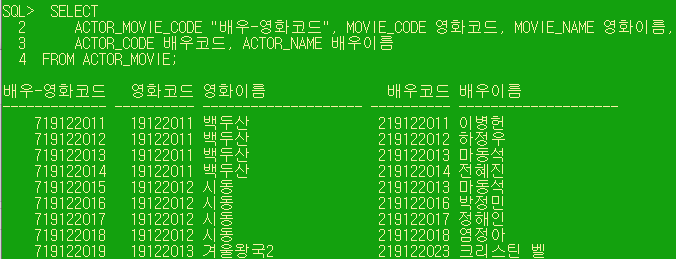 SQL> SELECT
2 ACTOR_MOVIE_CODE "배우-영화코드", MOVIE_CODE 영화코드, MOVIE_NAME 영화이름,
3 ACTOR_CODE 배우코드, ACTOR_NAME 배우이름
4 FROM ACTOR_MOVIE;
배우-영화코드 영화코드 영화이름 배우코드 배우이름
------------- ---------- -------------------- ---------- --------------------
719122011 19122011 백두산 219122011 이병헌
719122012 19122011 백두산 219122012 하정우
719122013 19122011 백두산 219122013 마동석
719122014 19122011 백두산 219122014 전혜진
719122015 19122012 시동 219122013 마동석
719122016 19122012 시동 219122016 박정민
719122017 19122012 시동 219122017 정해인
719122018 19122012 시동 219122018 염정아
719122019 19122013 겨울왕국2 219122023 크리스틴 벨